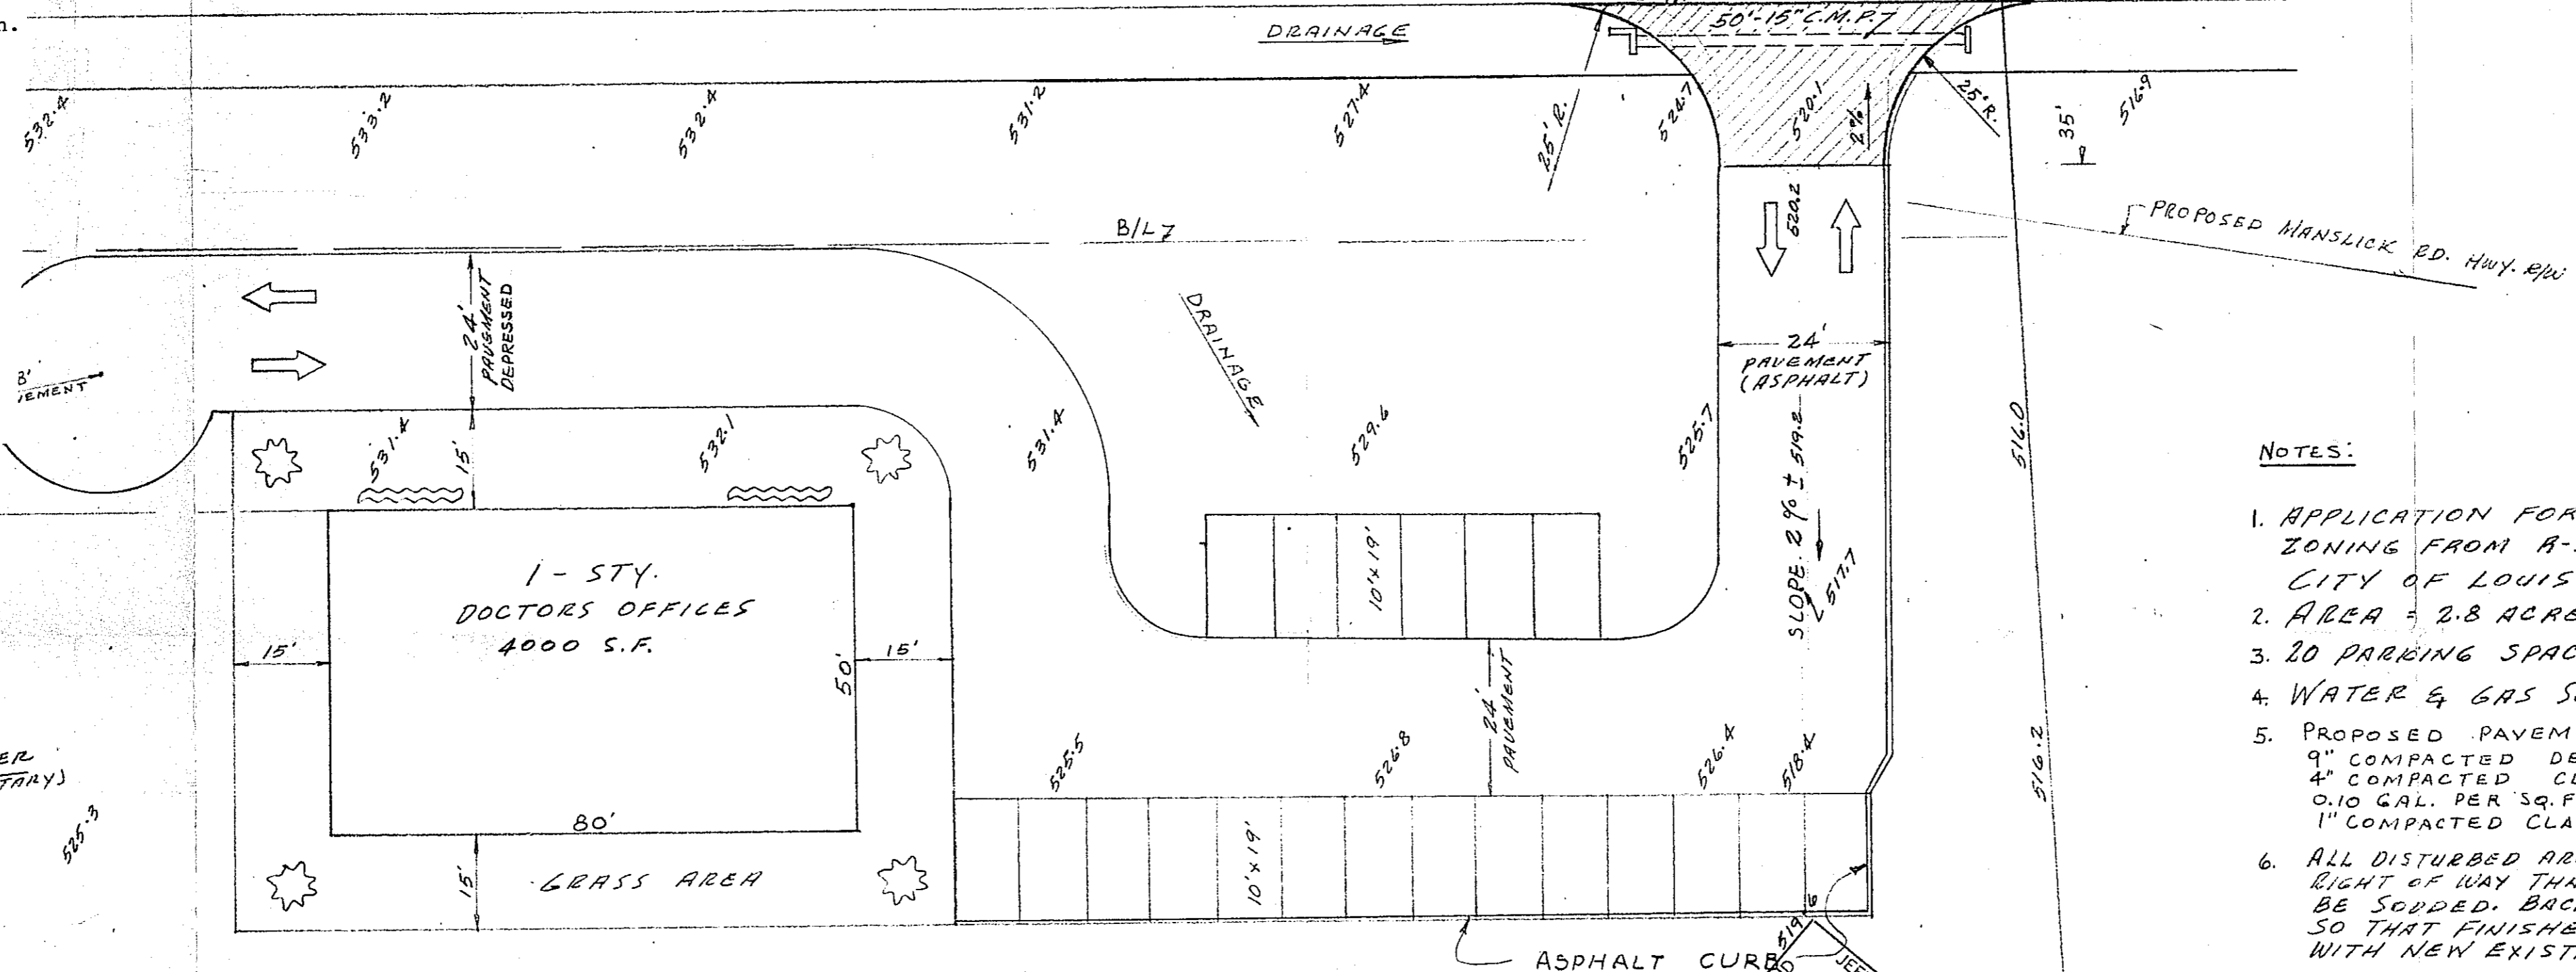 DRAINAGE
50'-15" C.M.P.
532.4
533.2
532.4
531.2
527.4
25' R.
524.7
520.1
2%
25' R.
35'
516.9
B/L
520.2
PROPOSED MANSLICK RD. HWY. R/W
24'
PAVEMENT
DEPRESSED
DRAINAGE
24'
PAVEMENT
(ASPHALT)
531.4
15'
532.1
531.4
529.6
525.7
SLOPE 2% ± 519.2
517.7
516.0
10'x19'
1-STY.
DOCTORS OFFICES
4000 S.F.
15'
50'
15'
24'
PAVEMENT
525.5
526.8
526.4
518.4
516.2
525.3
80'
15'
GRASS AREA
10'x19'
ASPHALT CURB
NOTES:
1. APPLICATION FOR
ZONING FROM R-
CITY OF LOUIS
2. AREA = 2.8 ACRE
3. 20 PARKING SPAC
4. WATER & GAS S
5. PROPOSED PAVEM
9" COMPACTED DE
4" COMPACTED CL
0.10 GAL. PER SQ. F
1" COMPACTED CLA
6. ALL DISTURBED AR
RIGHT OF WAY THA
BE SODDED. BAC
SO THAT FINISHE
WITH NEW EXIST